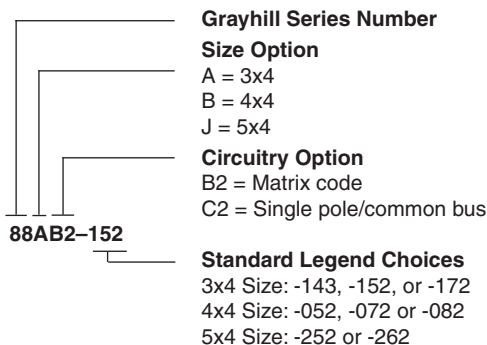 Grayhill Series Number
Size Option
A = 3x4
B = 4x4
J = 5x4
Circuitry Option
B2 = Matrix code
C2 = Single pole/common bus
88AB2–152
Standard Legend Choices
3x4 Size: -143, -152, or -172
4x4 Size: -052, -072 or -082
5x4 Size: -252 or -262